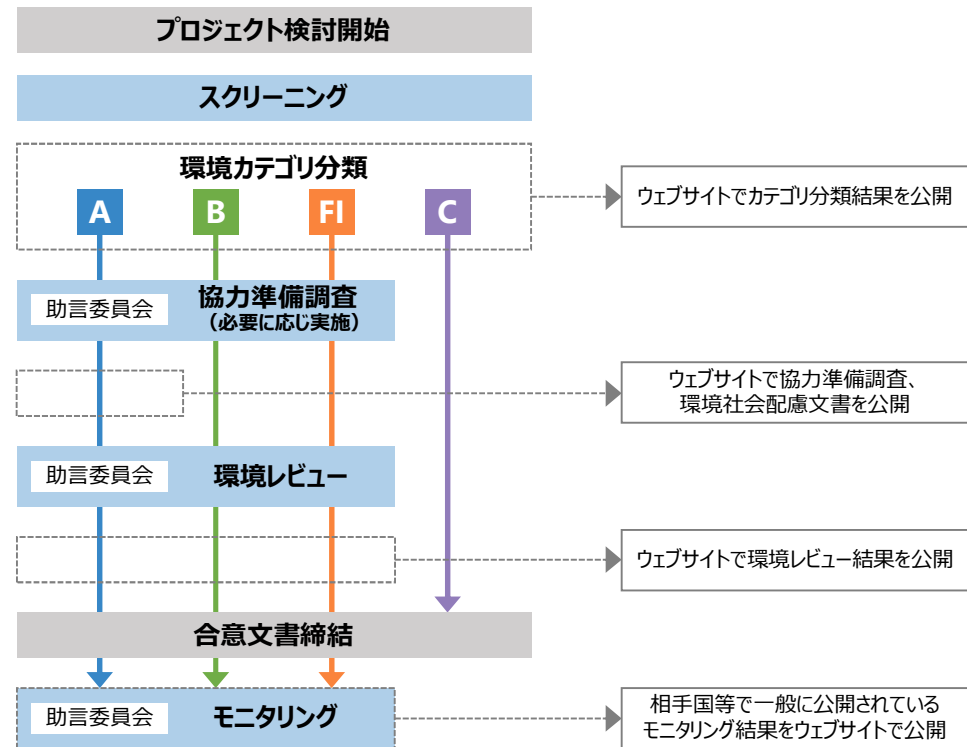 プロジェクト検討開始
スクリーニング
環境カテゴリ分類
A
B
FI
C
ウェブサイトでカテゴリ分類結果を公開
助言委員会
協力準備調査
（必要に応じ実施）
ウェブサイトで協力準備調査、
環境社会配慮文書を公開
助言委員会
環境レビュー
ウェブサイトで環境レビュー結果を公開
合意文書締結
助言委員会
モニタリング
相手国等で一般に公開されている
モニタリング結果をウェブサイトで公開